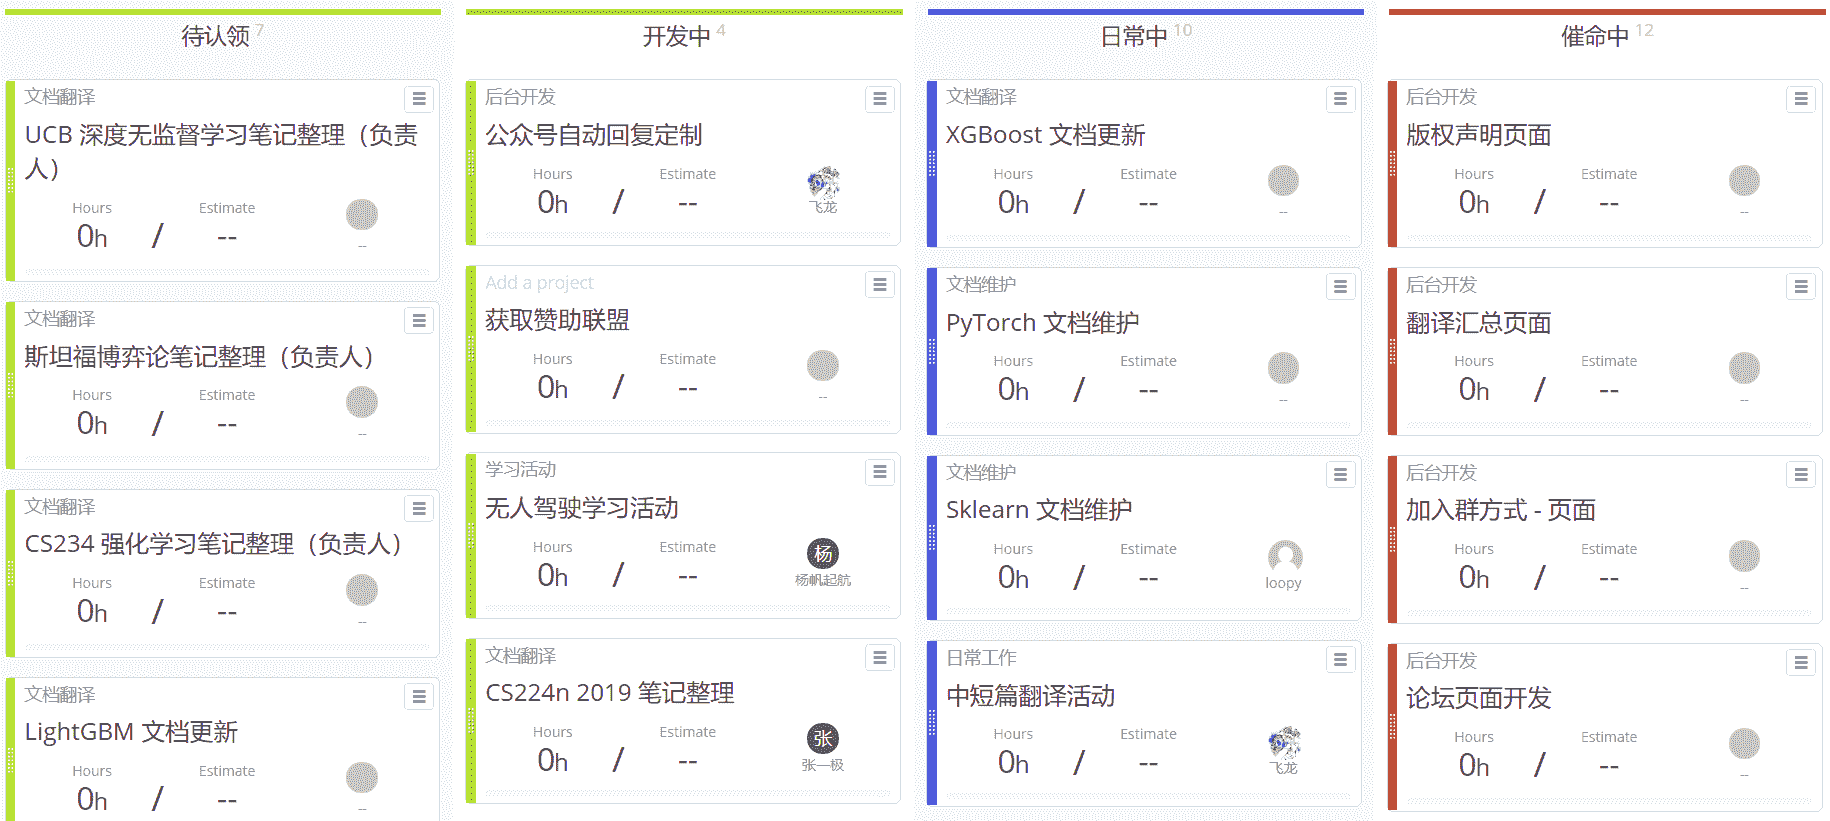 待认领 7
文档翻译
UCB 深度无监督学习笔记整理（负责
人）
Hours Estimate
0h / --
--
文档翻译
斯坦福博弈论笔记整理（负责人）
Hours Estimate
0h / --
--
文档翻译
CS234 强化学习笔记整理（负责人）
Hours Estimate
0h / --
--
文档翻译
LightGBM 文档更新
Hours Estimate
0h / --
--
开发中 4
后台开发
公众号自动回复定制
Hours Estimate
0h / --
飞龙
Add a project
获取赞助联盟
Hours Estimate
0h / --
--
学习活动
无人驾驶学习活动
Hours Estimate
0h / --
杨
杨帆起航
文档翻译
CS224n 2019 笔记整理
Hours Estimate
0h / --
张
张一极
日常中 10
文档翻译
XGBoost 文档更新
Hours Estimate
0h / --
--
文档维护
PyTorch 文档维护
Hours Estimate
0h / --
--
文档维护
Sklearn 文档维护
Hours Estimate
0h / --
loopy
日常工作
中短篇翻译活动
Hours Estimate
0h / --
飞龙
催命中 12
后台开发
版权声明页面
Hours Estimate
0h / --
--
后台开发
翻译汇总页面
Hours Estimate
0h / --
--
后台开发
加入群方式 - 页面
Hours Estimate
0h / --
--
后台开发
论坛页面开发
Hours Estimate
0h / --
--